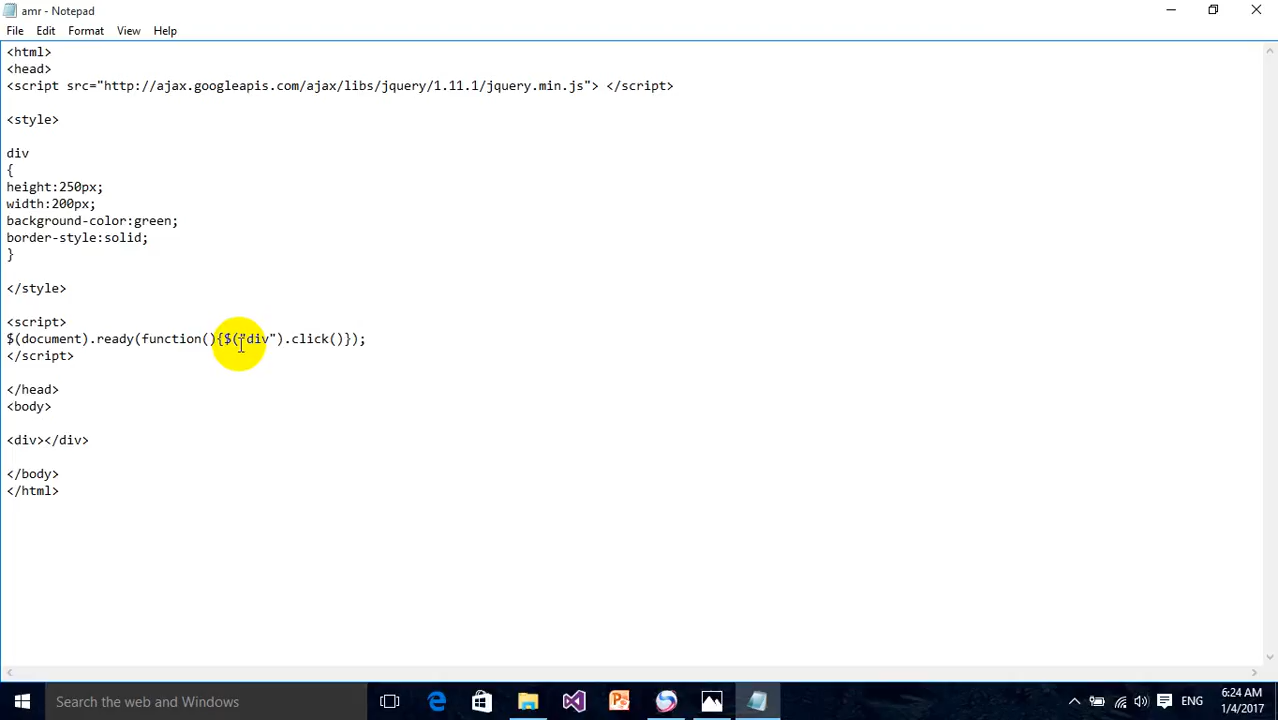 amr - Notepad
File Edit Format View Help
<html>
<head>
<script src="http://ajax.googleapis.com/ajax/libs/jquery/1.11.1/jquery.min.js"> </script>
<style>
div
{
height:250px;
width:200px;
background-color:green;
border-style:solid;
}
</style>
<script>
$(document).ready(function(){$("div").click()});
</script>
</head>
<body>
<div></div>
</body>
</html>
Search the web and Windows
ENG
6:24 AM
1/4/2017